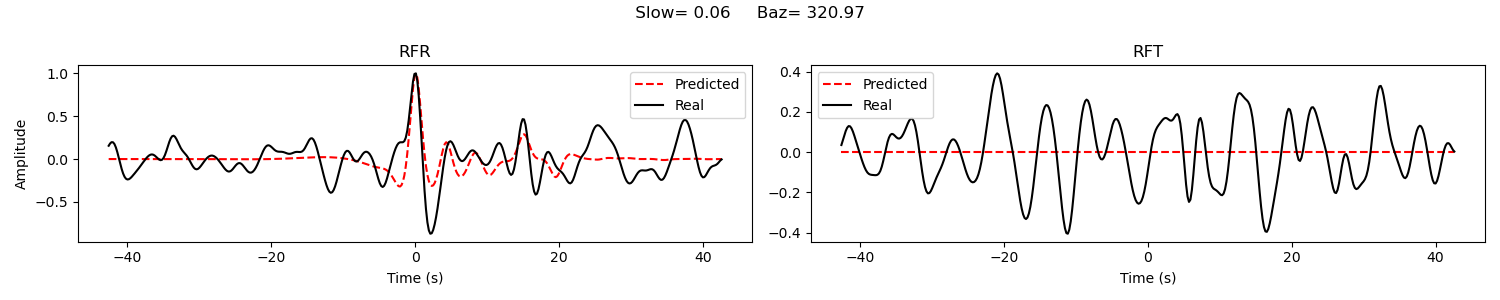 Slow= 0.06 Baz= 320.97
RFR
RFT
Amplitude
1.0
0.5
0.0
−0.5
Predicted
Real
−40
−20
0
20
40
Time (s)
0.4
0.2
0.0
−0.2
−0.4
Predicted
Real
−40
−20
0
20
40
Time (s)